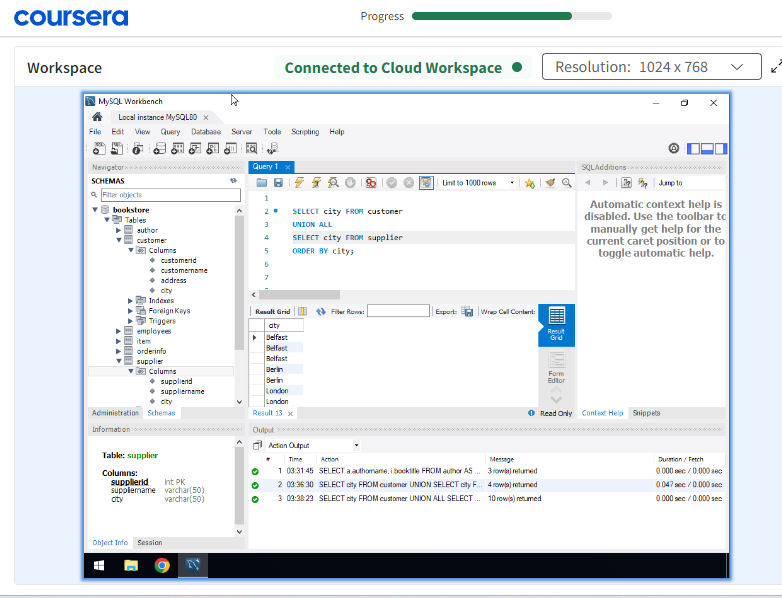 coursera
Progress
Workspace
Connected to Cloud Workspace
Resolution: 1024 x 768
MySQL Workbench
Local instance MySQL80
File Edit View Query Database Server Tools Scripting Help
Navigator
SCHEMAS
Filter objects
bookstore
Tables
author
customer
Columns
customerid
customername
address
city
Indexes
Foreign Keys
Triggers
employees
item
orderinfo
supplier
Columns
supplierid
suppliername
city
Administration Schemas
Information
Table: supplier
Columns:
supplierid int PK
suppliername varchar(50)
city varchar(50)
Object Info Session
Query 1
Limit to 1000 rows
1
2 SELECT city FROM customer
3 UNION ALL
4 SELECT city FROM supplier
5 ORDER BY city;
6
7
Result Grid Filter Rows: Export: Wrap Cell Content:
city
Belfast
Belfast
Belfast
Berlin
Berlin
London
London
Result Grid
Form Editor
Result 13
Read Only
SQLAdditions
Jump to
Automatic context help is
disabled. Use the toolbar to
manually get help for the
current caret position or to
toggle automatic help.
Context Help Snippets
Output
Action Output
# Time Action Message Duration / Fetch
1 03:31:45 SELECT a.authorname, i.booktitle FROM author AS ... 3 row(s) returned 0.000 sec / 0.000 sec
2 03:36:30 SELECT city FROM customer UNION SELECT city F... 4 row(s) returned 0.047 sec / 0.000 sec
3 03:38:23 SELECT city FROM customer UNION ALL SELECT ... 10 row(s) returned 0.000 sec / 0.000 sec